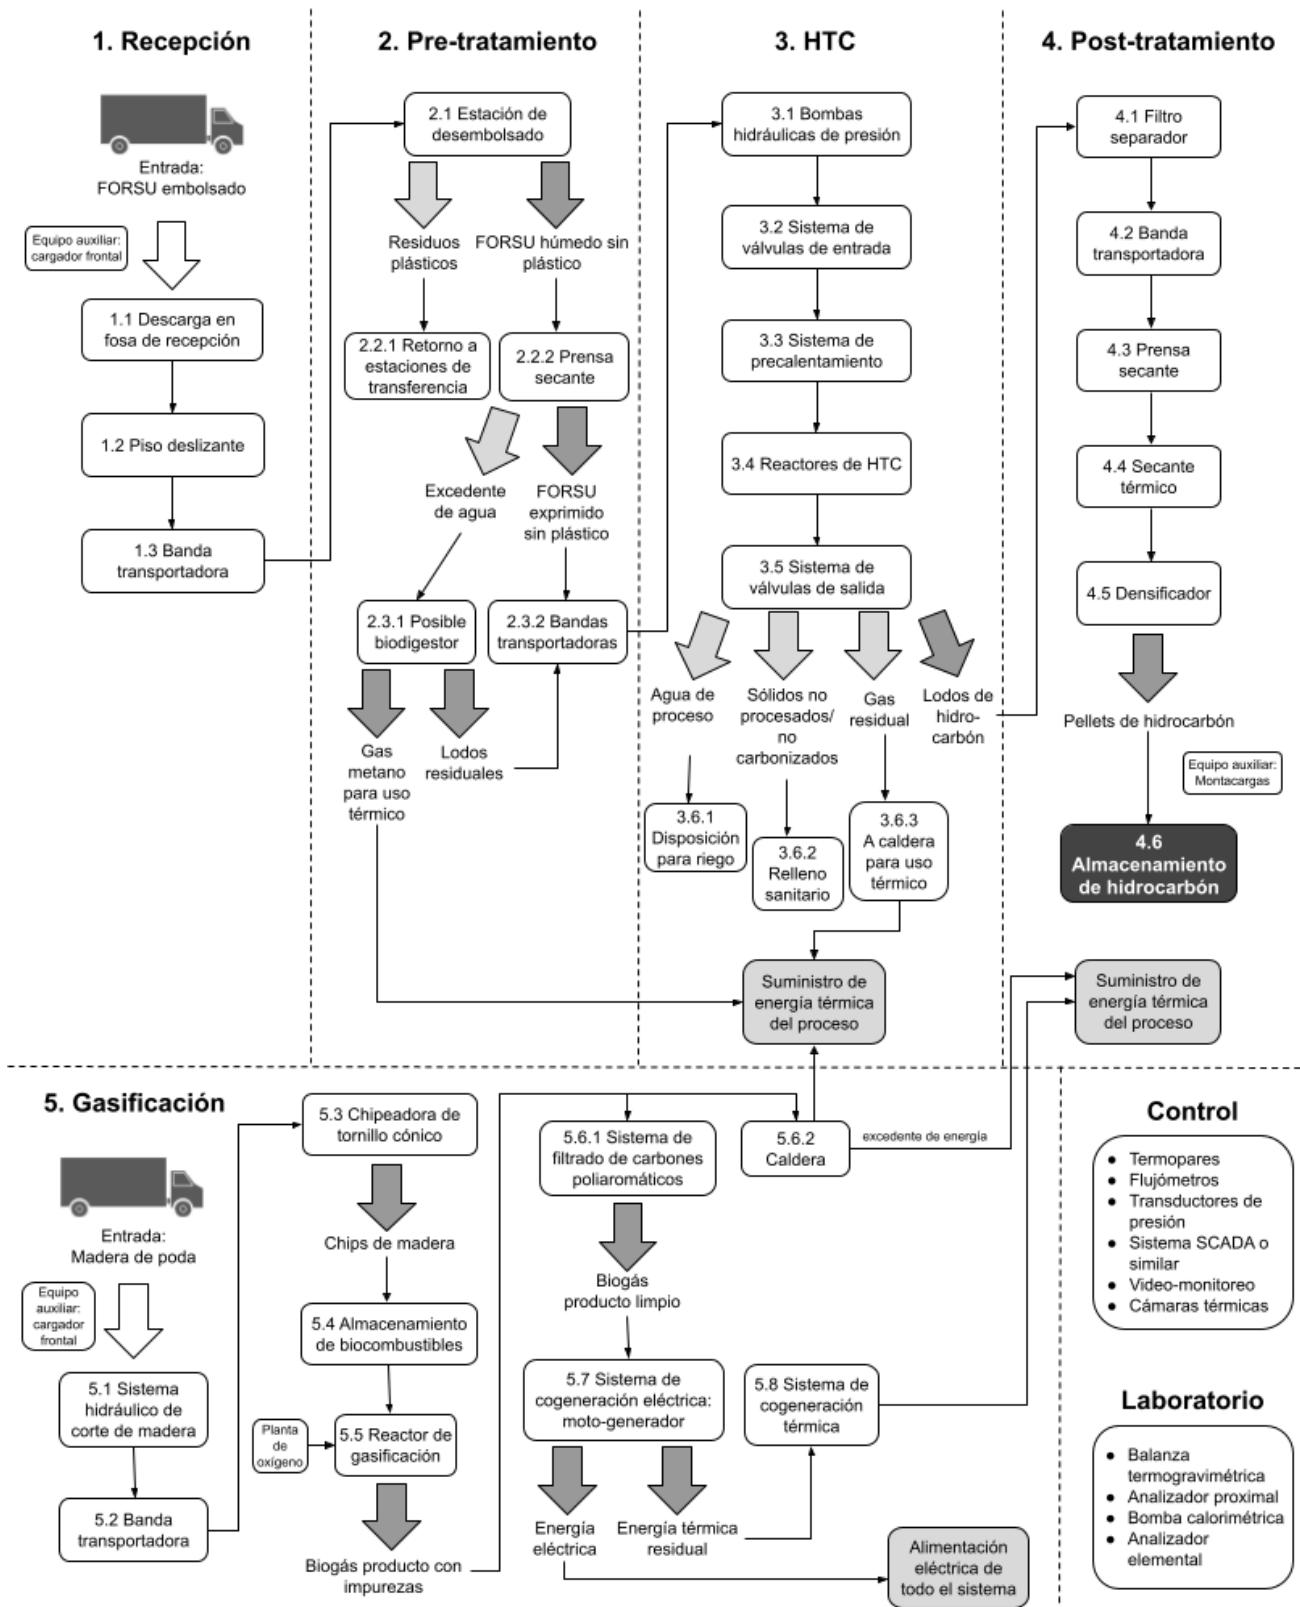 1. Recepción
Entrada:
FORSU embolsado
Equipo auxiliar:
cargador frontal
1.1 Descarga en
fosa de recepción
1.2 Piso deslizante
1.3 Banda
transportadora
2. Pre-tratamiento
2.1 Estación de
desembolsado
Residuos
plásticos
FORSU húmedo sin
plástico
2.2.1 Retorno a
estaciones de
transferencia
2.2.2 Prensa
secante
Excedente
de agua
FORSU
exprimido
sin plástico
2.3.1 Posible
biodigestor
2.3.2 Bandas
transportadoras
Gas
metano
para uso
térmico
Lodos
residuales
3. HTC
3.1 Bombas
hidráulicas de presión
3.2 Sistema de
válvulas de entrada
3.3 Sistema de
precalentamiento
3.4 Reactores de HTC
3.5 Sistema de
válvulas de salida
Agua de
proceso
Sólidos no
procesados/
no
carbonizados
Gas
residual
Lodos de
hidro-
carbón
3.6.1
Disposición
para riego
3.6.2
Relleno
sanitario
3.6.3
A caldera
para uso
térmico
Suministro de
energía térmica
del proceso
4. Post-tratamiento
4.1 Filtro
separador
4.2 Banda
transportadora
4.3 Prensa
secante
4.4 Secante
térmico
4.5 Densificador
Pellets de hidrocarbón
Equipo auxiliar:
Montacargas
4.6
Almacenamiento
de hidrocarbón
Suministro de
energía térmica
del proceso
5. Gasificación
Entrada:
Madera de poda
Equipo
auxiliar:
cargador
frontal
5.1 Sistema
hidráulico de
corte de madera
5.2 Banda
transportadora
5.3 Chipeadora de
tornillo cónico
Chips de madera
5.4 Almacenamiento
de biocombustibles
Planta
de
oxígeno
5.5 Reactor de
gasificación
Biogás producto con
impurezas
5.6.1 Sistema de
filtrado de carbones
poliaromáticos
5.6.2
Caldera
excedente de energía
Biogás
producto limpio
5.7 Sistema de
cogeneración eléctrica:
moto-generador
5.8 Sistema de
cogeneración
térmica
Energía
eléctrica
Energía térmica
residual
Alimentación
eléctrica de
todo el sistema
Control
● Termopares
● Flujómetros
● Transductores de
presión
● Sistema SCADA o
similar
● Video-monitoreo
● Cámaras térmicas
Laboratorio
● Balanza
termogravimétrica
● Analizador proximal
● Bomba calorimétrica
● Analizador
elemental